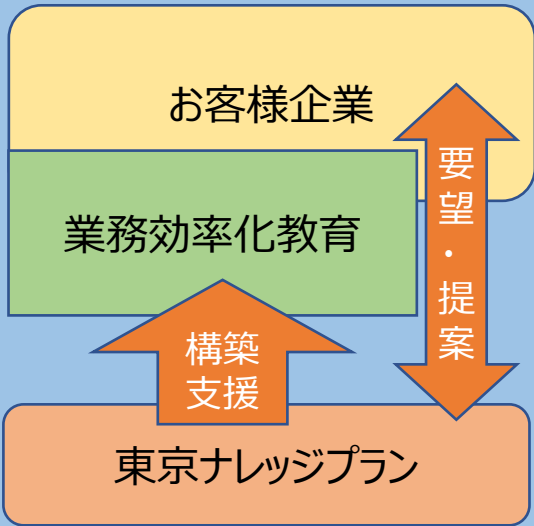 お客様企業
要望・提案
業務効率化教育
構築
支援
東京ナレッジプラン